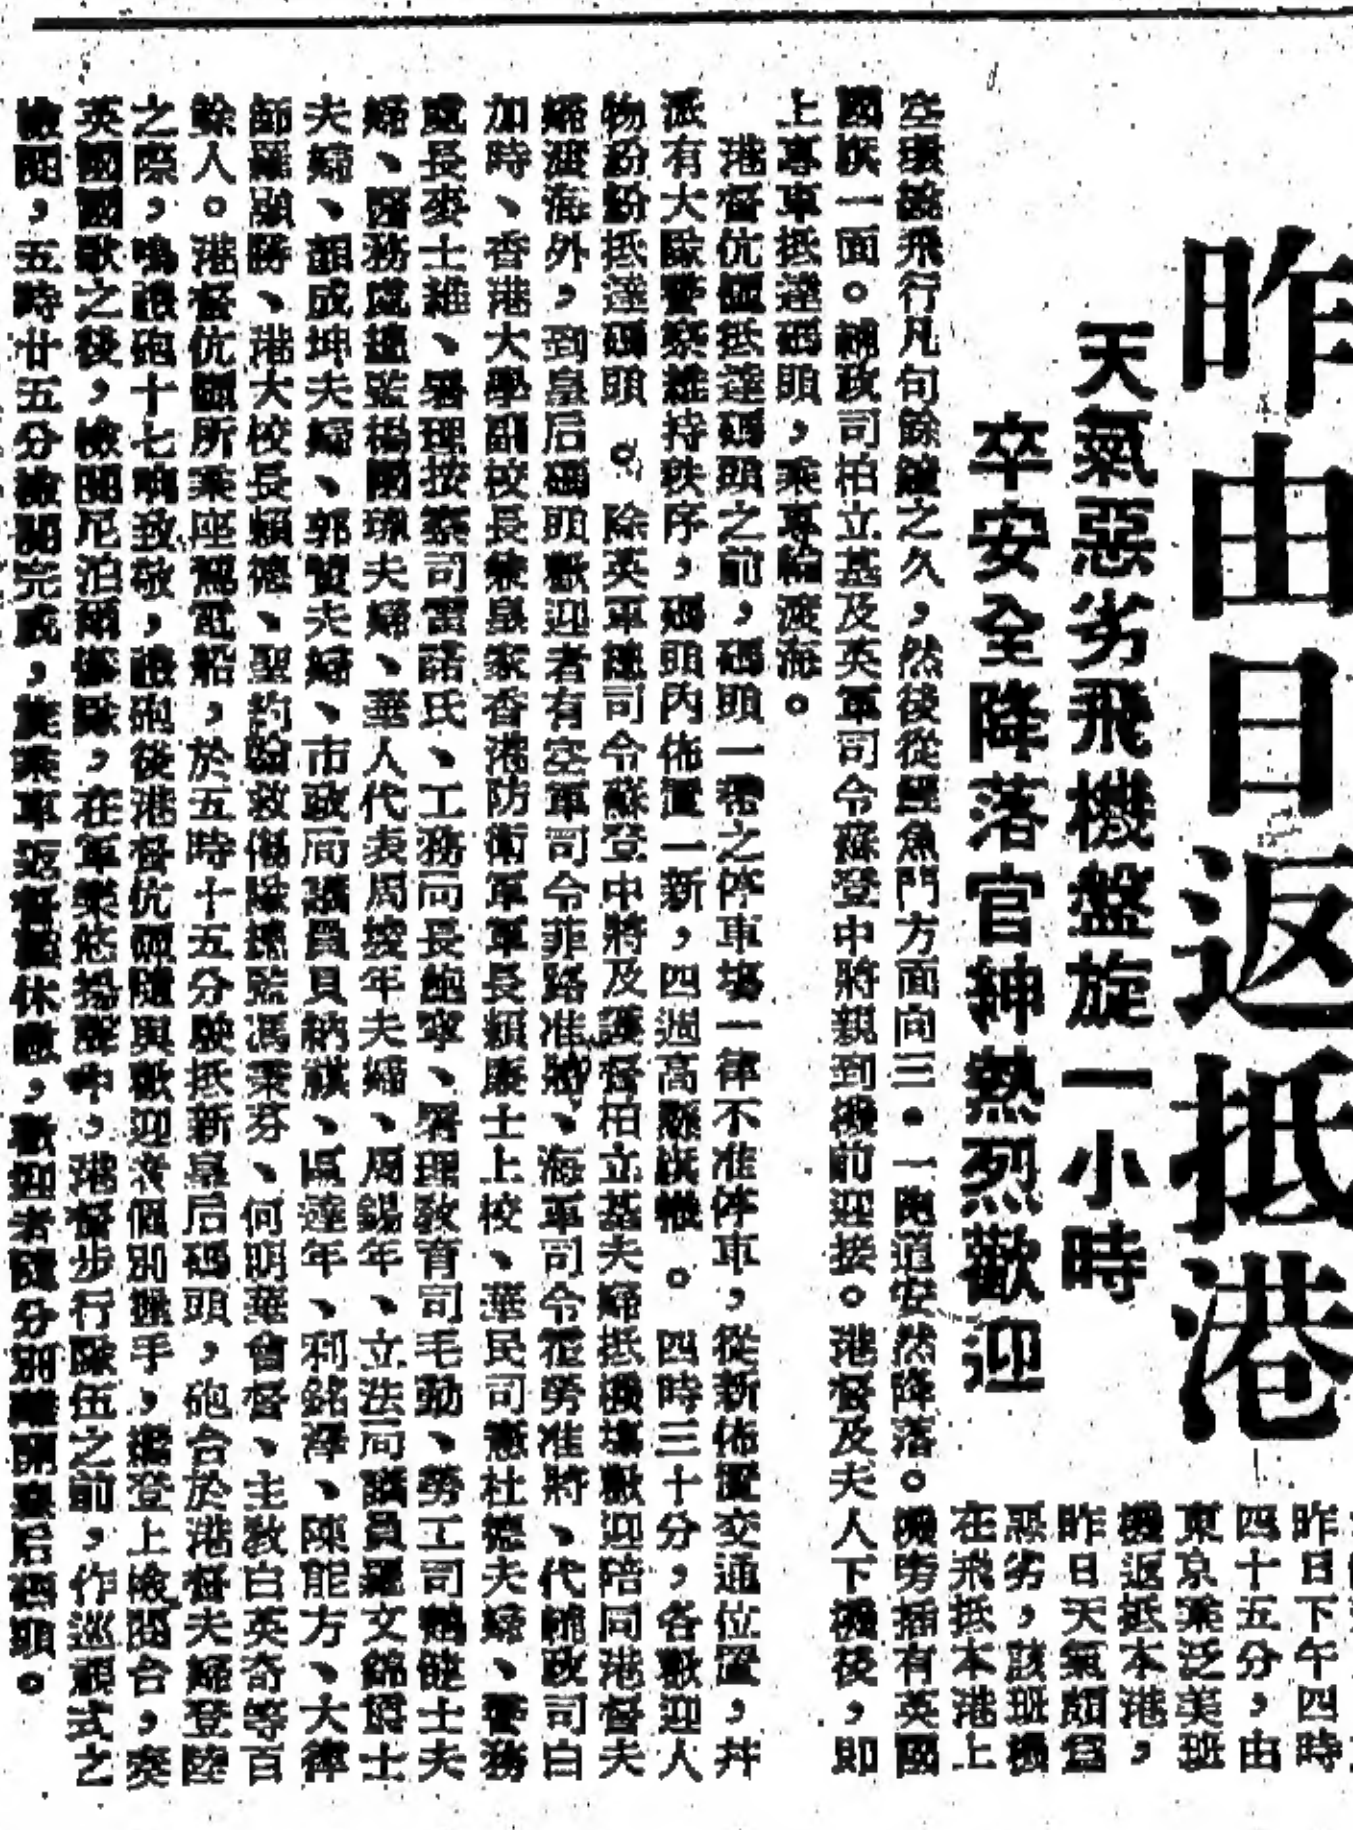 昨由日返抵港
天氣惡劣飛機盤旋一小時
卒安全降落官紳熱烈歡迎
昨日下午四時
四十五分，由
東京乘泛美班
機返抵本港，
昨日天氣頗為
惡劣，該班機
在飛抵本港上
空環繞飛行凡句餘鐘之久，然後從鯉魚門方面向三·一跑道安然降落。機旁插有英國
國旗一面。輔政司柏立基及英軍司令蘇登中將親到機前迎接。港督及夫人下機後，即
上專車抵達碼頭，乘專輪渡海。
港督伉儷抵達碼頭之前，碼頭一帶之停車塲一律不准停車，從新佈置交通位置，幷
派有大隊警察維持秩序，碼頭內佈置一新，四週高懸旗幟。四時三十分，各歡迎人
物紛紛抵達碼頭。除英軍總司令蘇登中將及護督柏立基夫婦抵機塲歡迎陪同港督夫
婦渡海外，到皇后碼頭歡迎者有空軍司令菲路准將、海軍司令 准將、代輔政司白
加時、香港大學副校長兼皇家香港防衛軍軍長賴廉士上校、華民司憲杜德夫婦、警務
處長麥士維、署理按察司雷諾氏、工務局長鮑寧、署理敎育司毛勤、勞工司 士夫
婦、醫務處總監楊國璋夫婦、華人代表周埈年夫婦、周錫年、立法局議員羅文錦爵士
夫婦、顏成坤夫婦、郭贊夫婦、市政局議員貝納祺、 達年、利銘澤、陳能方、大律
師羅顯勝、港大校長賴德、聖約翰救傷隊總監馮秉芬、何明華會督、主敎白英奇等百
餘人。港督伉儷所乘座駕電船，於五時十五分駛抵新皇后碼頭，砲台於港督夫婦登陸
之際，鳴禮砲十七响致敬，禮砲後港督伉儷隨與歡迎者個別握手，繼登上檢閱台，奏
英國國歌之後，檢閱尼泊爾儀隊，在軍樂悠揚聲中，港督步行隊伍之前，作巡視式之
檢閱，五時廿五分檢閱完成，旋乘車返督轅休憩，歡迎者隨分別離開皇后碼頭。